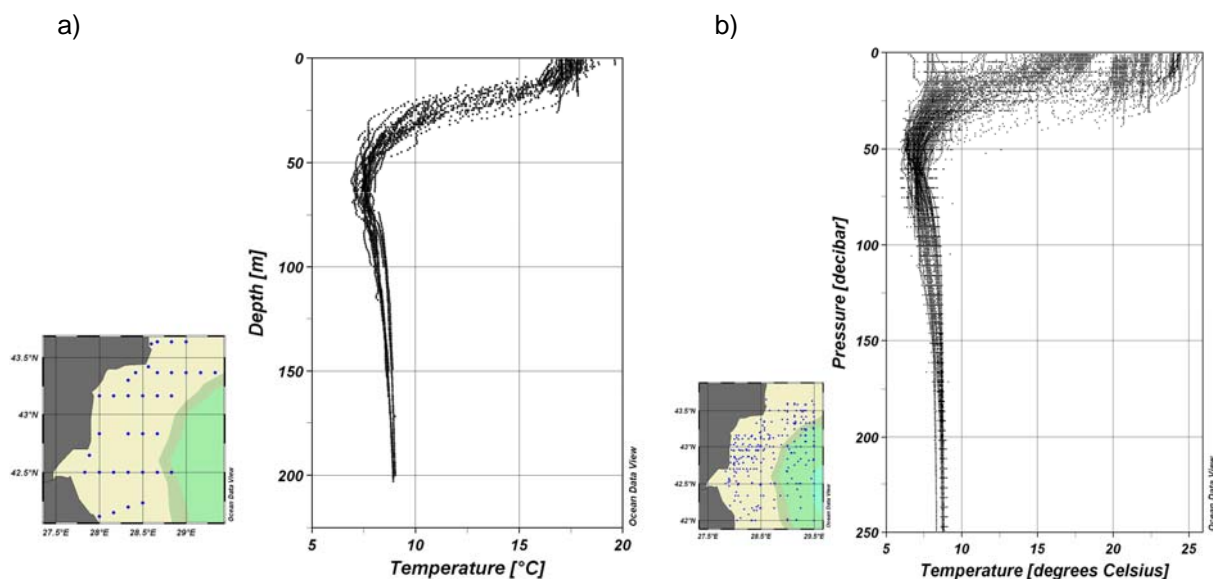 a)
0
50
100
150
200
Depth [m]
5
10
15
20
Temperature [°C]
Ocean Data View
43.5°N
43°N
42.5°N
27.5°E
28°E
28.5°E
29°E
Ocean Data View
b)
0
50
100
150
200
250
Pressure [decibar]
5
10
15
20
25
Temperature [degrees Celsius]
Ocean Data View
43.5°N
43°N
42.5°N
42°N
27.5°E
28.5°E
29.5°E
Ocean Data View